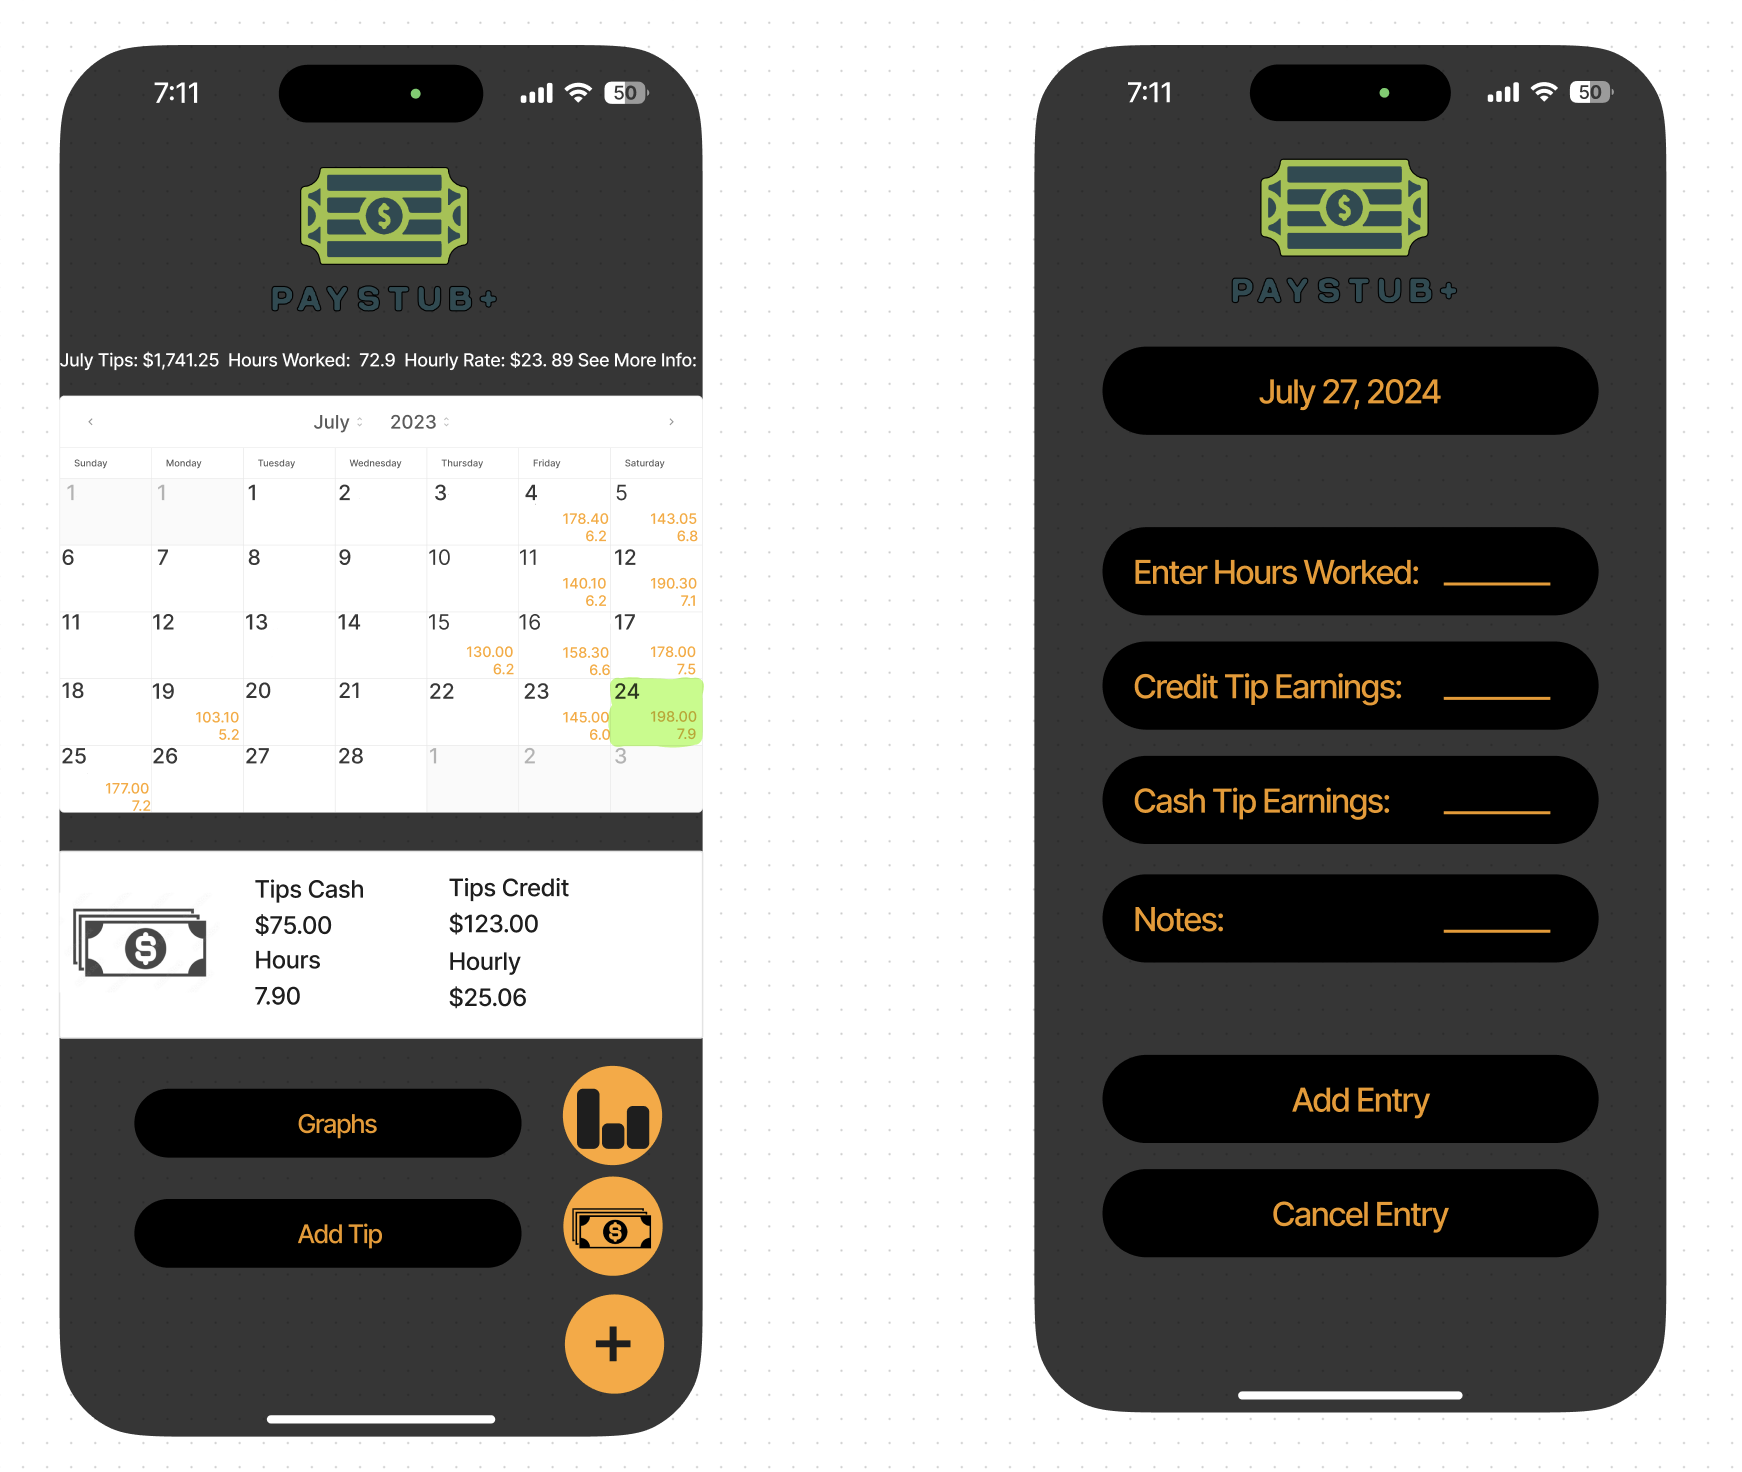 7:11
50
PAYSTUB+
July Tips: $1,741.25 Hours Worked: 72.9 Hourly Rate: $23. 89 See More Info:
July 2023
Sunday Monday Tuesday Wednesday Thursday Friday Saturday
1 1 1 2 3 4 5
178.40 143.05
6.2 6.8
6 7 8 9 10 11 12
140.10 190.30
6.2 7.1
11 12 13 14 15 16 17
130.00 158.30 178.00
6.2 6.6 7.5
18 19 20 21 22 23 24
103.10 145.00 198.00
5.2 6.0 7.9
25 26 27 28 1 2 3
177.00
7.2
Tips Cash Tips Credit
$75.00 $123.00
Hours Hourly
7.90 $25.06
Graphs
Add Tip
7:11
50
PAYSTUB+
July 27, 2024
Enter Hours Worked:
Credit Tip Earnings:
Cash Tip Earnings:
Notes:
Add Entry
Cancel Entry